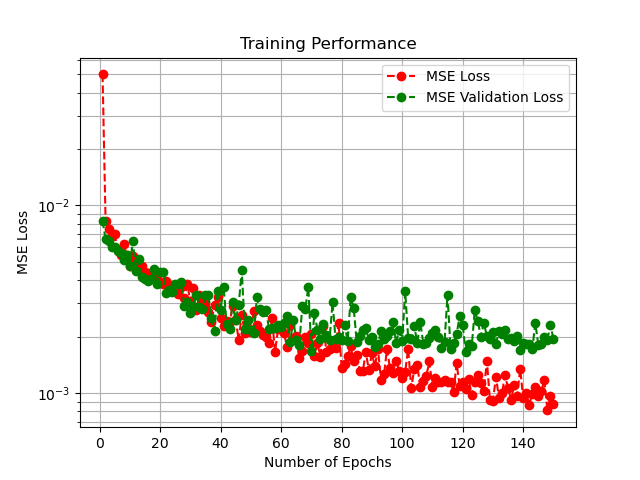 Training Performance
MSE Loss
MSE Validation Loss
MSE Loss
10⁻²
10⁻³
0 20 40 60 80 100 120 140
Number of Epochs